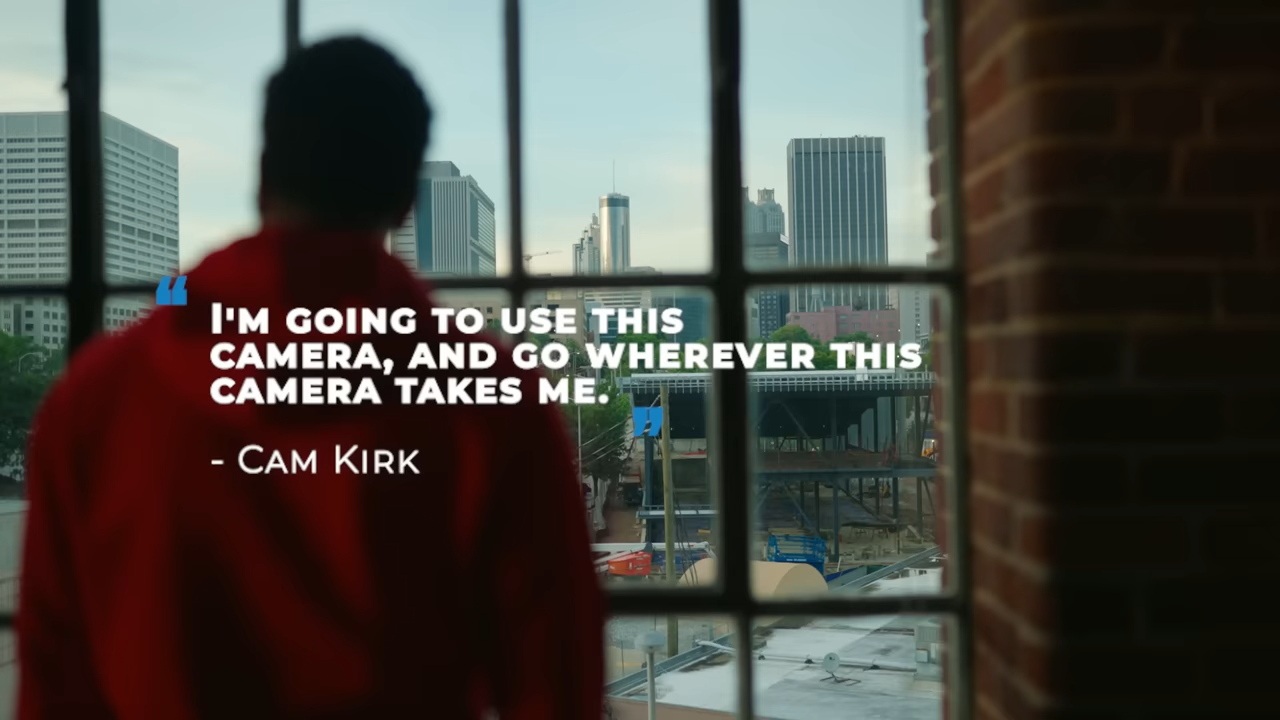 “
I'M GOING TO USE THIS
CAMERA, AND GO WHEREVER THIS
CAMERA TAKES ME.
”
- CAM KIRK